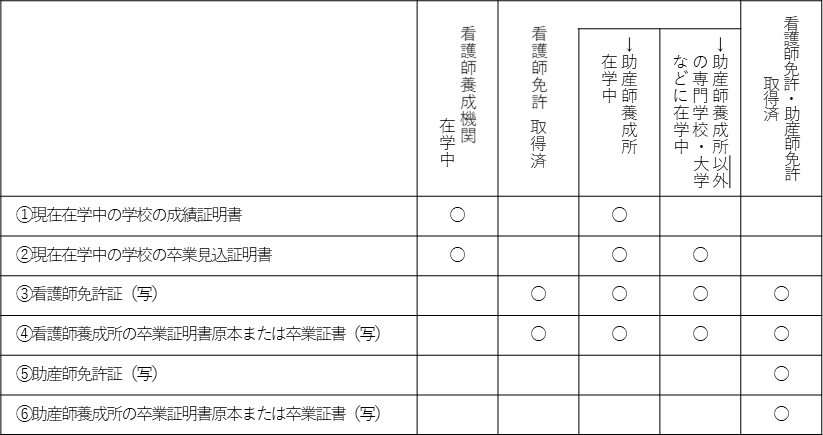 看護師養成機関
在学中
看護師免許 取得済
→助産師養成所
在学中
→助産師養成所以外
の専門学校・大学
などに在学中
看護師免許・助産師免許
取得済
①現在在学中の学校の成績証明書 ○ ○
②現在在学中の学校の卒業見込証明書 ○ ○ ○
③看護師免許証（写） ○ ○ ○ ○
④看護師養成所の卒業証明書原本または卒業証書（写） ○ ○ ○ ○
⑤助産師免許証（写） ○
⑥助産師養成所の卒業証明書原本または卒業証書（写） ○